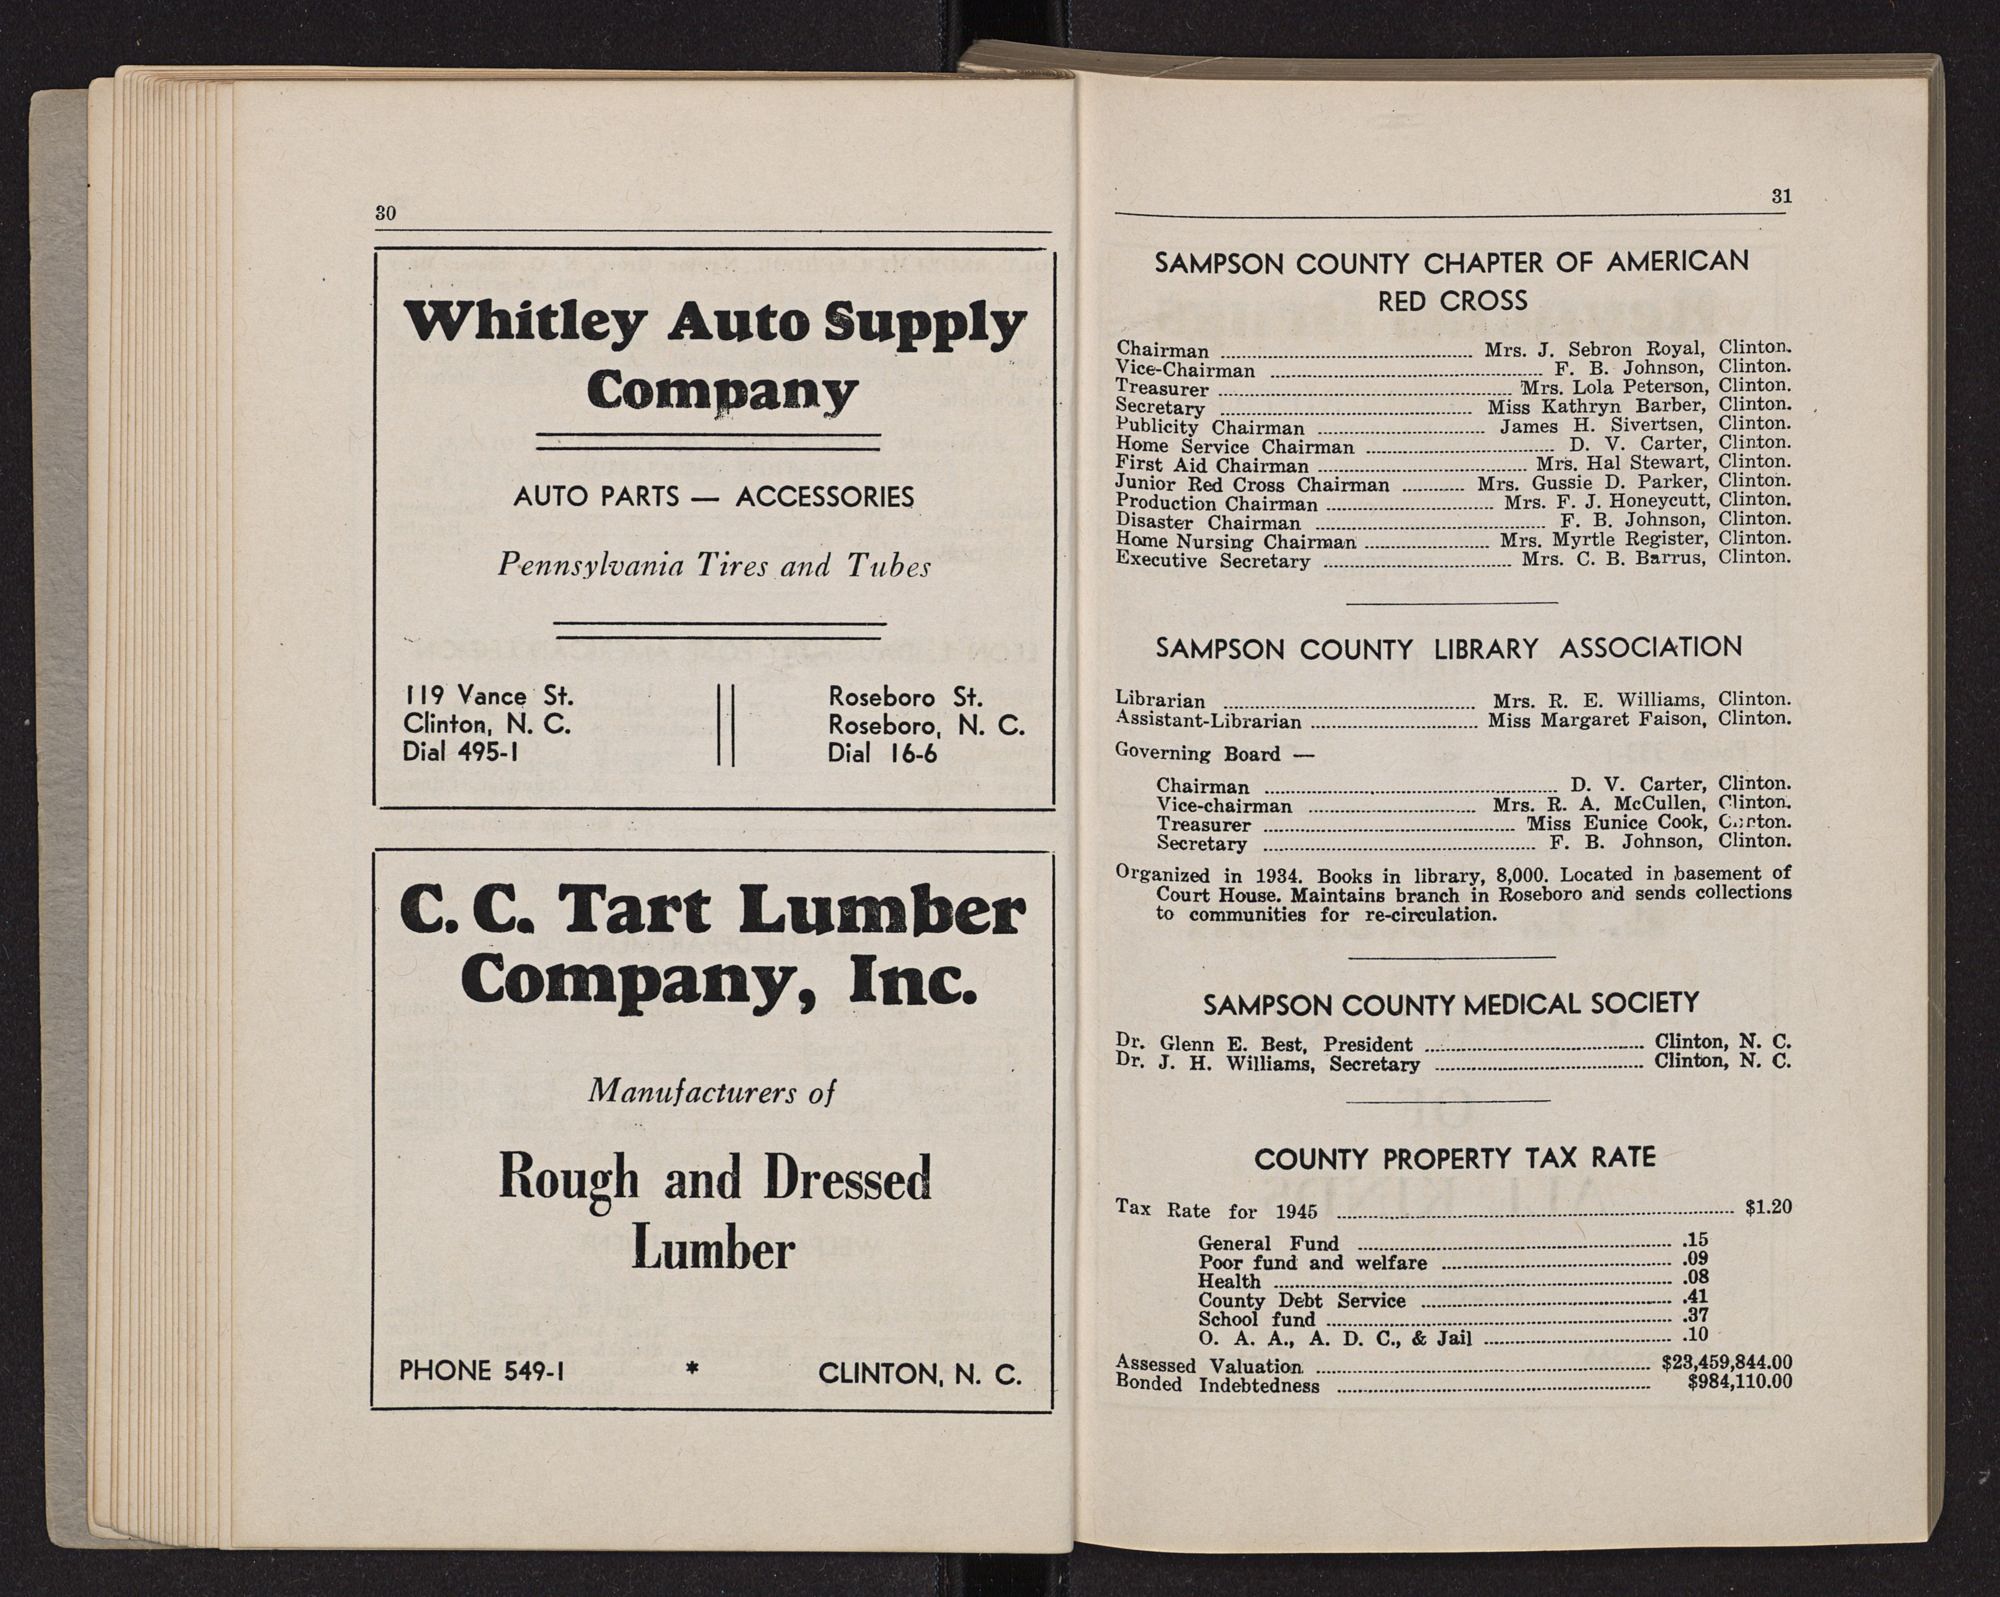 30
Whitley Auto Supply
Company
AUTO PARTS — ACCESSORIES
Pennsylvania Tires and Tubes
119 Vance St.
Clinton, N. C.
Dial 495-1
Roseboro St.
Roseboro, N. C.
Dial 16-6
C. C. Tart Lumber
Company, Inc.
Manufacturers of
Rough and Dressed
Lumber
PHONE 549-1 * CLINTON, N. C.
31
SAMPSON COUNTY CHAPTER OF AMERICAN
RED CROSS
Chairman ........ Mrs. J. Sebron Royal, Clinton.
Vice-Chairman ........ F. B. Johnson, Clinton.
Treasurer ........ Mrs. Lola Peterson, Clinton.
Secretary ........ Miss Kathryn Barber, Clinton.
Publicity Chairman ........ James H. Sivertsen, Clinton.
Home Service Chairman ........ D. V. Carter, Clinton.
First Aid Chairman ........ Mrs. Hal Stewart, Clinton.
Junior Red Cross Chairman ........ Mrs. Gussie D. Parker, Clinton.
Production Chairman ........ Mrs. F. J. Honeycutt, Clinton.
Disaster Chairman ........ F. B. Johnson, Clinton.
Home Nursing Chairman ........ Mrs. Myrtle Register, Clinton.
Executive Secretary ........ Mrs. C. B. Barrus, Clinton.
SAMPSON COUNTY LIBRARY ASSOCIATION
Librarian ........ Mrs. R. E. Williams, Clinton.
Assistant-Librarian ........ Miss Margaret Faison, Clinton.
Governing Board —
Chairman ........ D. V. Carter, Clinton.
Vice-chairman ........ Mrs. R. A. McCullen, Clinton.
Treasurer ........ Miss Eunice Cook, Clinton.
Secretary ........ F. B. Johnson, Clinton.
Organized in 1934. Books in library, 8,000. Located in basement of
Court House. Maintains branch in Roseboro and sends collections
to communities for re-circulation.
SAMPSON COUNTY MEDICAL SOCIETY
Dr. Glenn E. Best, President ........ Clinton, N. C.
Dr. J. H. Williams, Secretary ........ Clinton, N. C.
COUNTY PROPERTY TAX RATE
Tax Rate for 1945 ........ $1.20
General Fund ........ .15
Poor fund and welfare ........ .09
Health ........ .08
County Debt Service ........ .41
School fund ........ .37
O. A. A., A. D. C., & Jail ........ .10
Assessed Valuation ........ $23,459,844.00
Bonded Indebtedness ........ $984,110.00